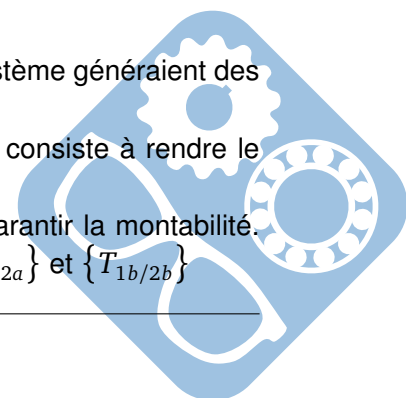 stème généraient des
consiste à rendre le
arantir la montabilité.
2a} et {T1b/2b}